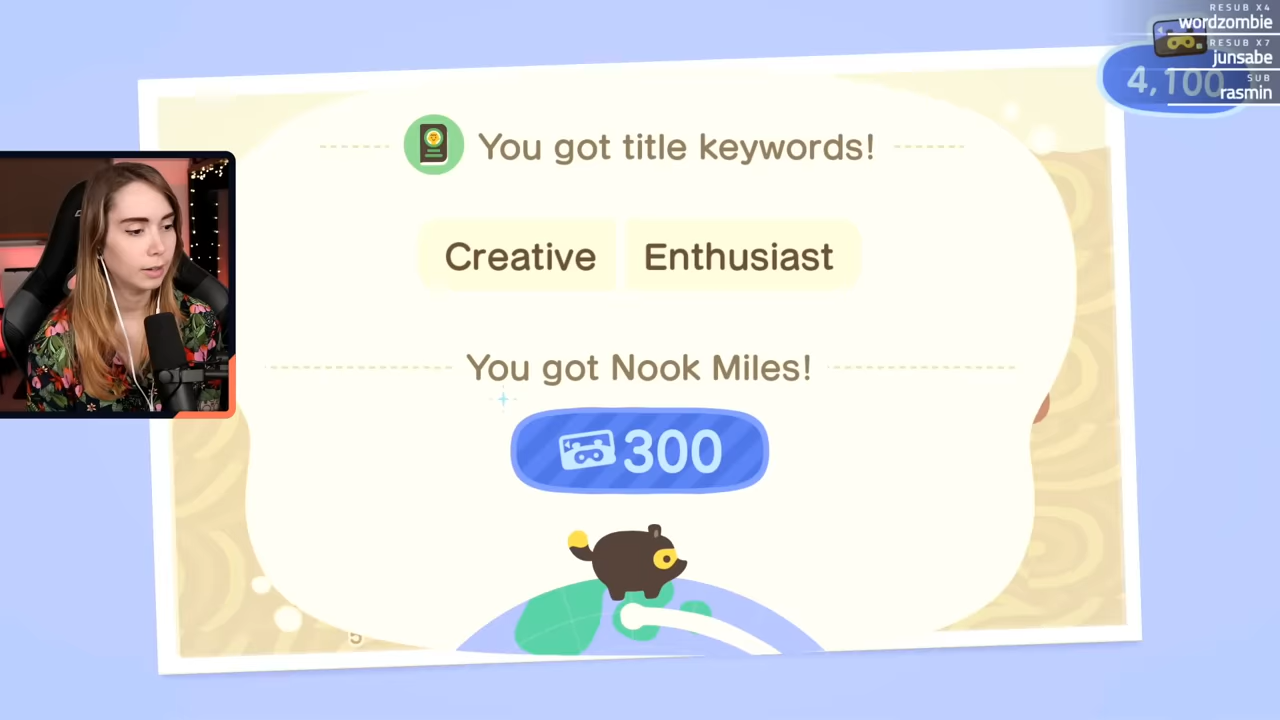 RESUB X4
wordzombie
RESUB X7
junsabe
SUB
rasmin
4,100
You got title keywords!
Creative Enthusiast
You got Nook Miles!
300
5